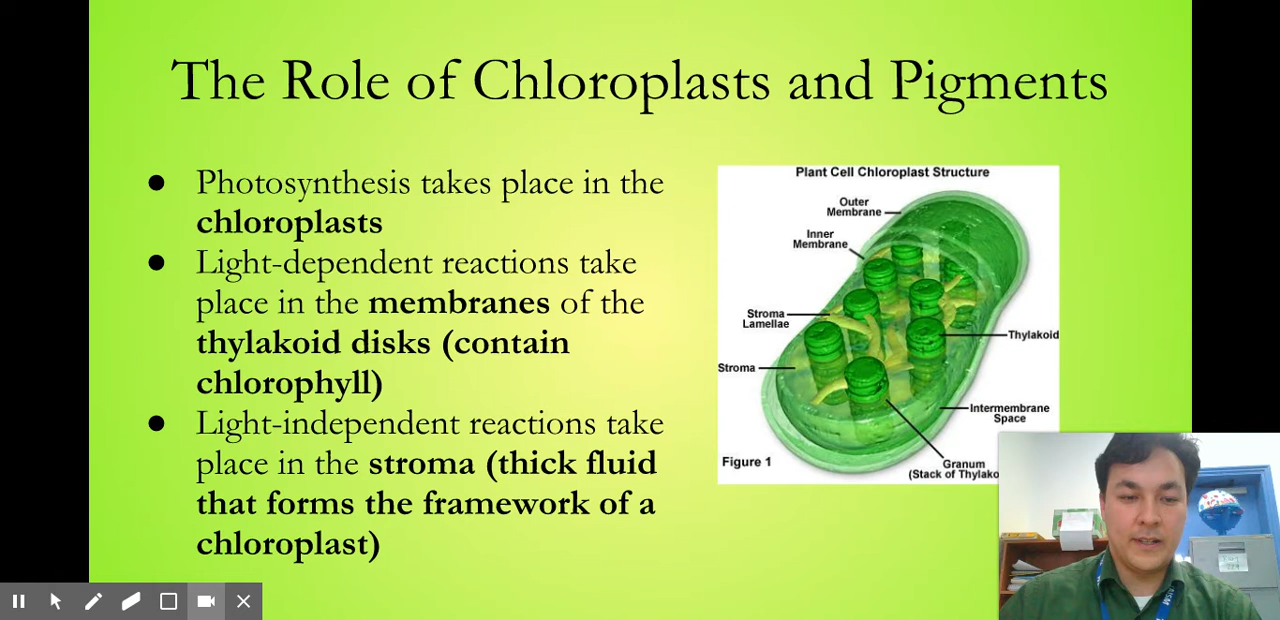 The Role of Chloroplasts and Pigments
● Photosynthesis takes place in the
chloroplasts
● Light-dependent reactions take
place in the membranes of the
thylakoid disks (contain
chlorophyll)
● Light-independent reactions take
place in the stroma (thick fluid
that forms the framework of a
chloroplast)
Plant Cell Chloroplast Structure
Outer
Membrane
Inner
Membrane
Stroma
Lamellae
Thylakoid
Stroma
Intermembrane
Space
Granum
(Stack of Thylako
Figure 1